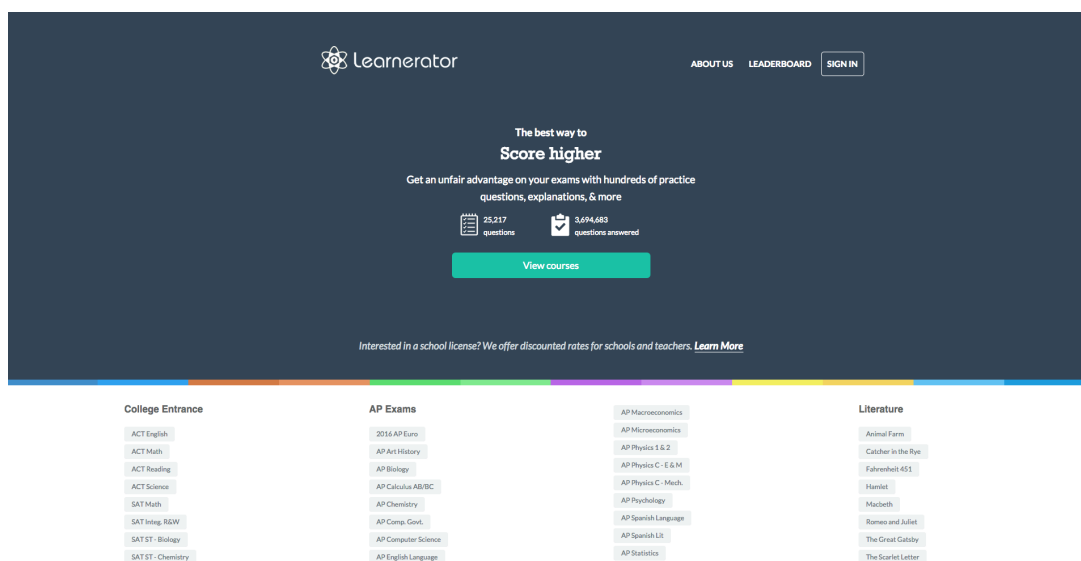 Learnerator
ABOUT US
LEADERBOARD
SIGN IN
The best way to
Score higher
Get an unfair advantage on your exams with hundreds of practice
questions, explanations, & more
25,217
questions
3,694,683
questions answered
View courses
Interested in a school license? We offer discounted rates for schools and teachers. Learn More
College Entrance
ACT English
ACT Math
ACT Reading
ACT Science
SAT Math
SAT Integ. R&W
SAT ST - Biology
SAT ST - Chemistry
AP Exams
2016 AP Euro
AP Art History
AP Biology
AP Calculus AB/BC
AP Chemistry
AP Comp. Govt.
AP Computer Science
AP English Language
AP Macroeconomics
AP Microeconomics
AP Physics 1 & 2
AP Physics C - E & M
AP Physics C - Mech.
AP Psychology
AP Spanish Language
AP Spanish Lit
AP Statistics
Literature
Animal Farm
Catcher in the Rye
Fahrenheit 451
Hamlet
Macbeth
Romeo and Juliet
The Great Gatsby
The Scarlet Letter